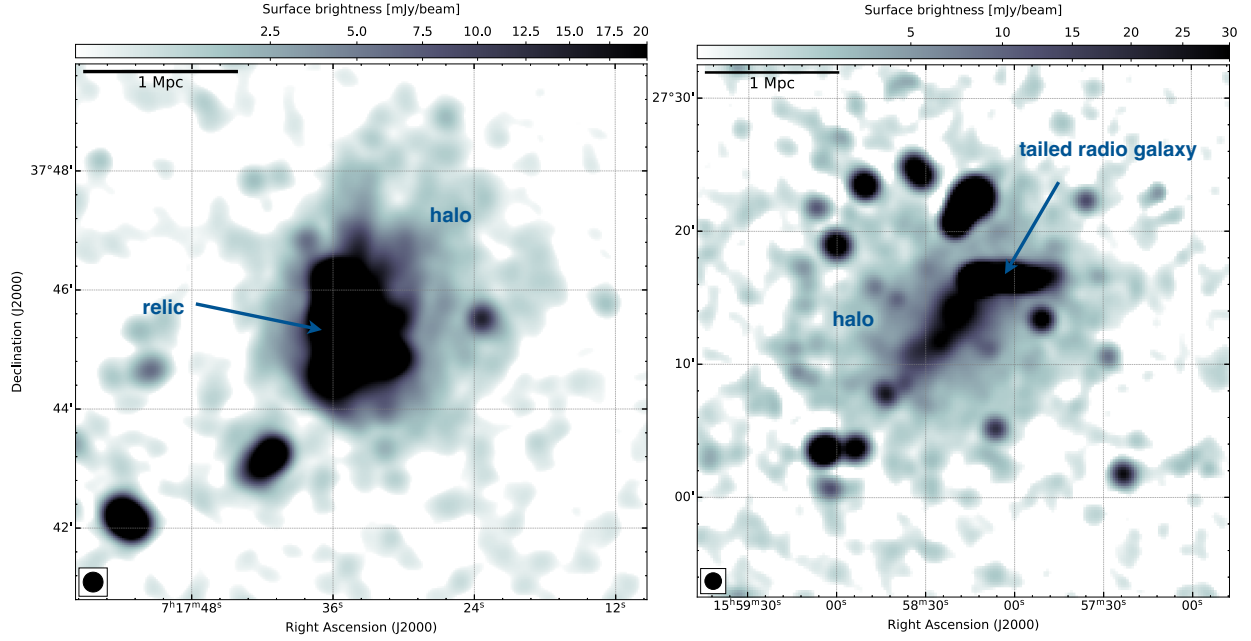 Surface brightness [mJy/beam]
2.5 5.0 7.5 10.0 12.5 15.0 17.5 20
1 Mpc
37°48'
46'
44'
42'
halo
relic
Declination (J2000)
7ʰ17ᵐ48ˢ 36ˢ 24ˢ 12ˢ
Right Ascension (J2000)
Surface brightness [mJy/beam]
5 10 15 20 25 30
1 Mpc
27°30'
20'
10'
00'
tailed radio galaxy
halo
15ʰ59ᵐ30ˢ 00ˢ 58ᵐ30ˢ 00ˢ 57ᵐ30ˢ 00ˢ
Right Ascension (J2000)